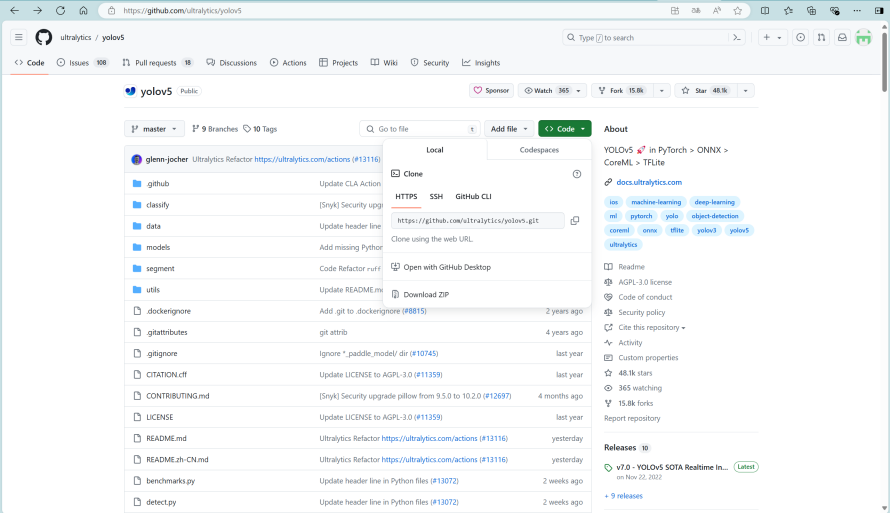 https://github.com/ultralytics/yolov5
ultralytics / yolov5
Type / to search
Code
Issues 108
Pull requests 18
Discussions
Actions
Projects
Wiki
Security
Insights
yolov5 Public
Sponsor
Watch 365
Fork 15.8k
Star 48.1k
master
9 Branches
10 Tags
Go to file t
Add file
Code
glenn-jocher Ultralytics Refactor https://ultralytics.com/actions (#13116)
.github Update CLA Action
classify [Snyk] Security upg
data Update header line
models Add missing Python
segment Code Refactor ruff
utils Update README.m
.dockerignore Add .git to .dockerignore (#8815) 2 years ago
.gitattributes git attrib 4 years ago
.gitignore Ignore *_paddle_model/ dir (#10745) last year
CITATION.cff Update LICENSE to AGPL-3.0 (#11359) last year
CONTRIBUTING.md [Snyk] Security upgrade pillow from 9.5.0 to 10.2.0 (#12697) 4 months ago
LICENSE Update LICENSE to AGPL-3.0 (#11359) last year
README.md Ultralytics Refactor https://ultralytics.com/actions (#13116) yesterday
README.zh-CN.md Ultralytics Refactor https://ultralytics.com/actions (#13116) yesterday
benchmarks.py Update header line in Python files (#13072) 2 weeks ago
detect.py Update header line in Python files (#13072) 2 weeks ago
Local
Codespaces
Clone
HTTPS SSH GitHub CLI
https://github.com/ultralytics/yolov5.git
Clone using the web URL.
Open with GitHub Desktop
Download ZIP
About
YOLOv5 🚀 in PyTorch > ONNX >
CoreML > TFLite
docs.ultralytics.com
ios machine-learning deep-learning
ml pytorch yolo object-detection
coreml onnx tflite yolov3 yolov5
ultralytics
Readme
AGPL-3.0 license
Code of conduct
Security policy
Cite this repository
Activity
Custom properties
48.1k stars
365 watching
15.8k forks
Report repository
Releases 10
v7.0 - YOLOv5 SOTA Realtime In... Latest
on Nov 22, 2022
+ 9 releases